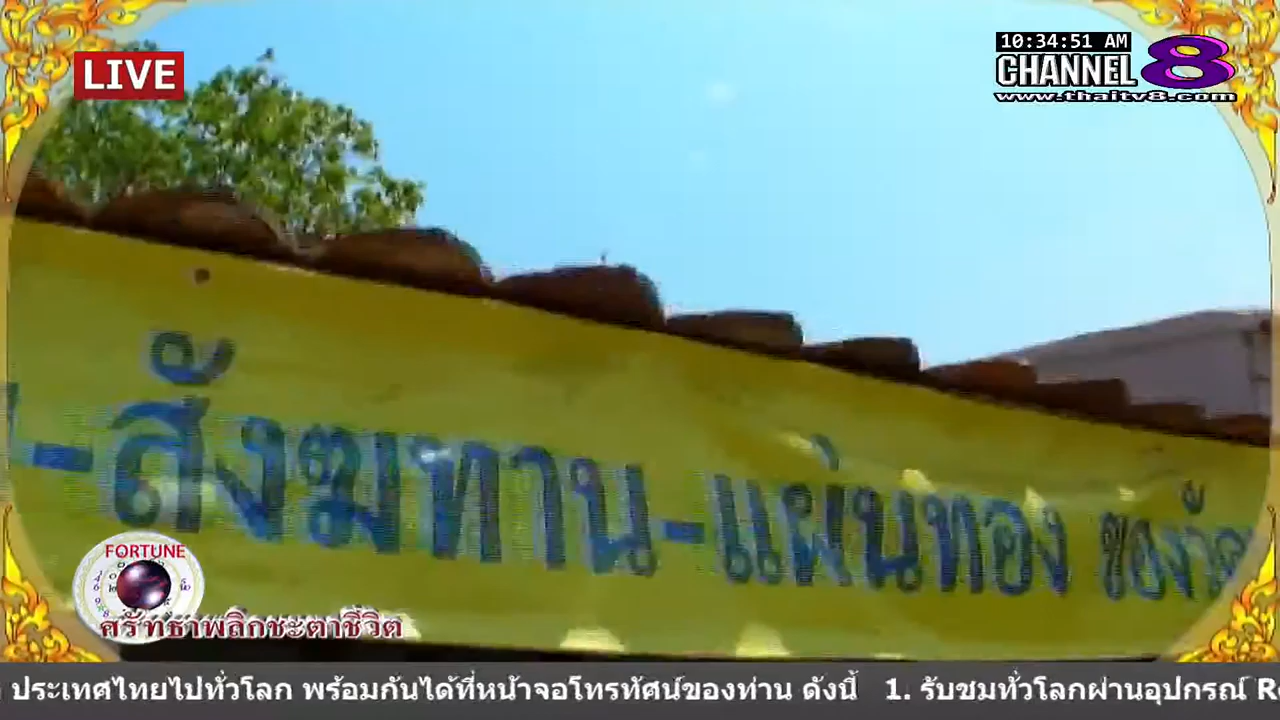 LIVE
10:34:51 AM
CHANNEL 8
www.thaitv8.com
-สังฆทาน-แผ่นทอง ของวัด
FORTUNE
ศรัทธาพลิกชะตาชีวิต
ประเทศไทยไปทั่วโลก พร้อมกันได้ที่หน้าจอโทรทัศน์ของท่าน ดังนี้ 1. รับชมทั่วโลกผ่านอุปกรณ์